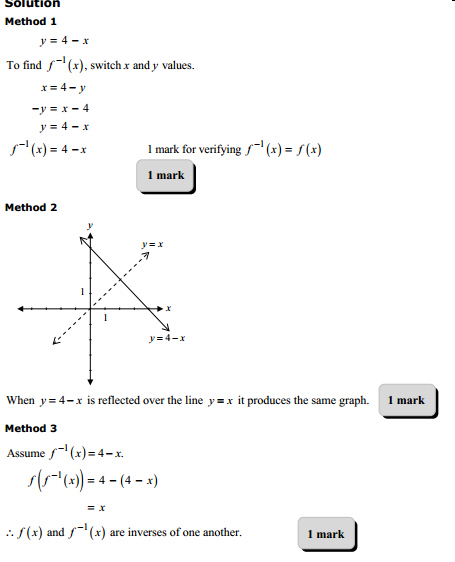 Solution
Method 1
y = 4 – x
To find f⁻¹(x), switch x and y values.
x = 4 – y
–y = x – 4
y = 4 – x
f⁻¹(x) = 4 – x 1 mark for verifying f⁻¹(x) = f(x)
1 mark
Method 2
y
y = x
1
x
1
y = 4 – x
When y = 4 – x is reflected over the line y = x it produces the same graph. 1 mark
Method 3
Assume f⁻¹(x) = 4 – x.
f(f⁻¹(x)) = 4 – (4 – x)
= x
∴ f(x) and f⁻¹(x) are inverses of one another. 1 mark